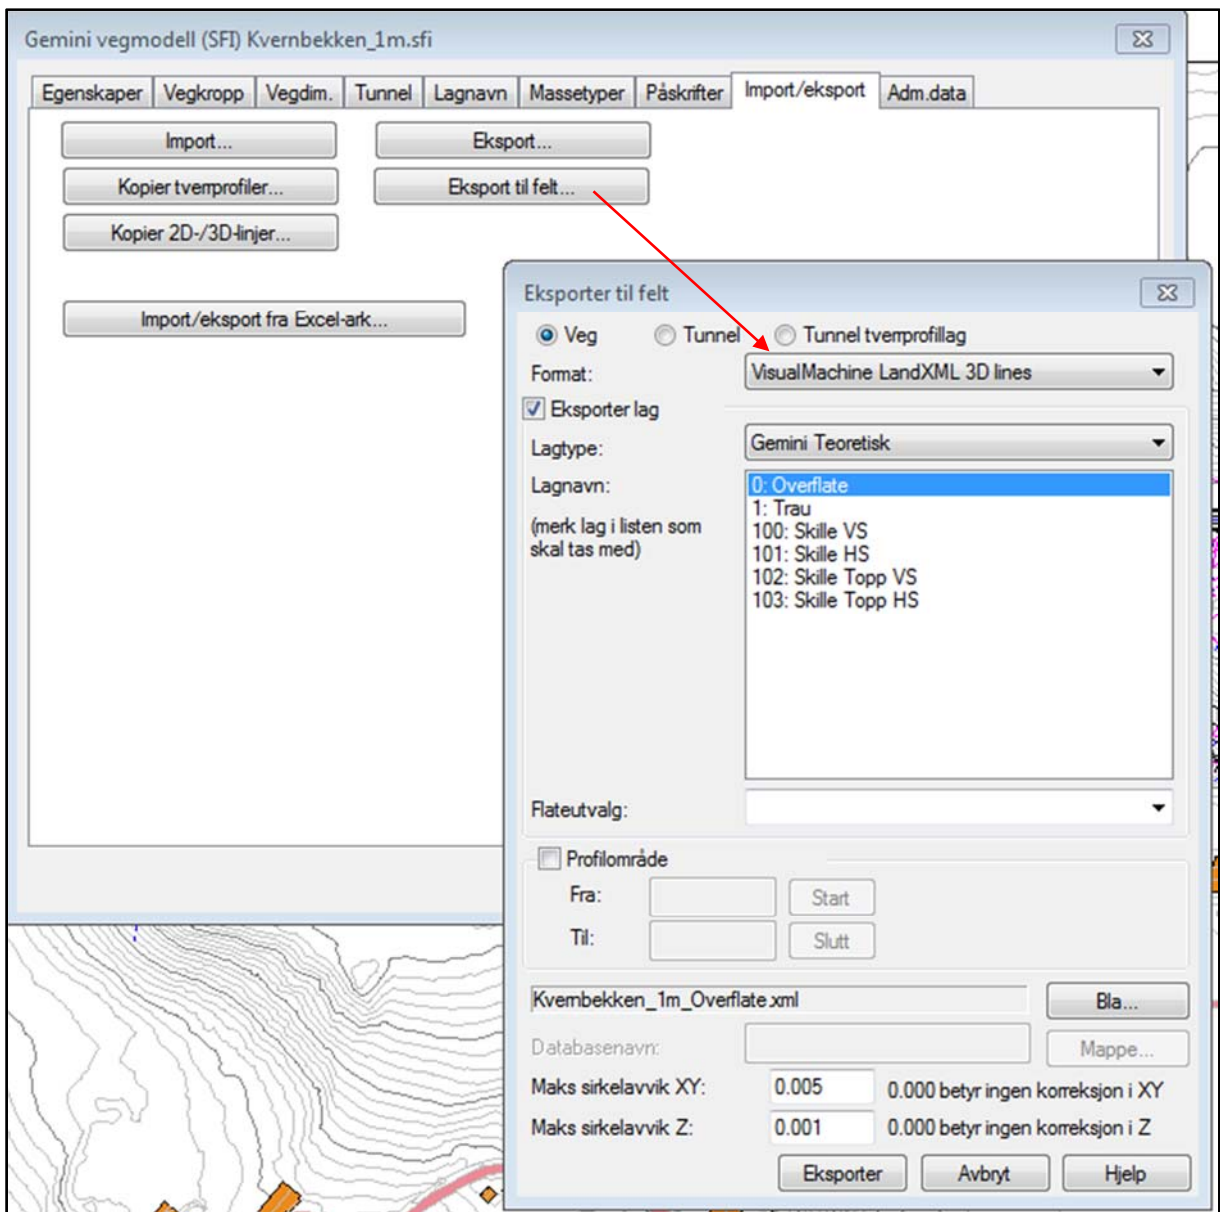 Gemini vegmodell (SFI) Kvernbekken_1m.sfi
Egenskaper Vegkropp Vegdim. Tunnel Lagnavn Massetyper Påskrifter Import/eksport Adm.data
Import... Eksport...
Kopier tverrprofiler... Eksport til felt...
Kopier 2D-/3D-linjer...
Import/eksport fra Excel-ark...
Eksporter til felt
Veg Tunnel Tunnel tverrprofillag
Format: VisualMachine LandXML 3D lines
Eksporter lag
Lagtype: Gemini Teoretisk
Lagnavn: 0: Overflate
1: Trau
(merk lag i listen som
skal tas med)
100: Skille VS
101: Skille HS
102: Skille Topp VS
103: Skille Topp HS
Flateutvalg:
Profilområde
Fra: Start
Til: Slutt
Kvernbekken_1m_Overflate.xml Bla...
Databasenavn: Mappe...
Maks sirkelavvik XY: 0.005 0.000 betyr ingen korreksjon i XY
Maks sirkelavvik Z: 0.001 0.000 betyr ingen korreksjon i Z
Eksporter Avbryt Hjelp